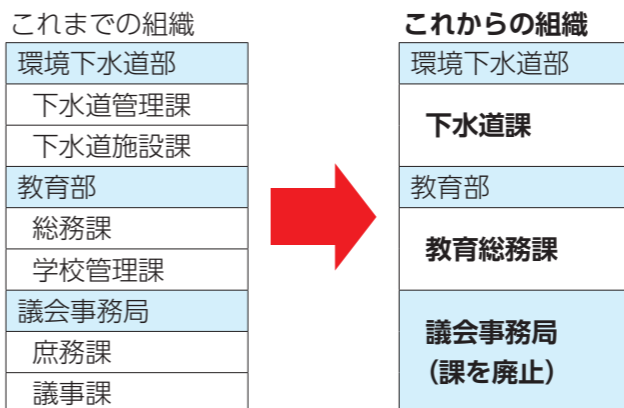 これまでの組織
環境下水道部
下水道管理課
下水道施設課
教育部
総務課
学校管理課
議会事務局
庶務課
議事課
これからの組織
環境下水道部
下水道課
教育部
教育総務課
議会事務局
（課を廃止）